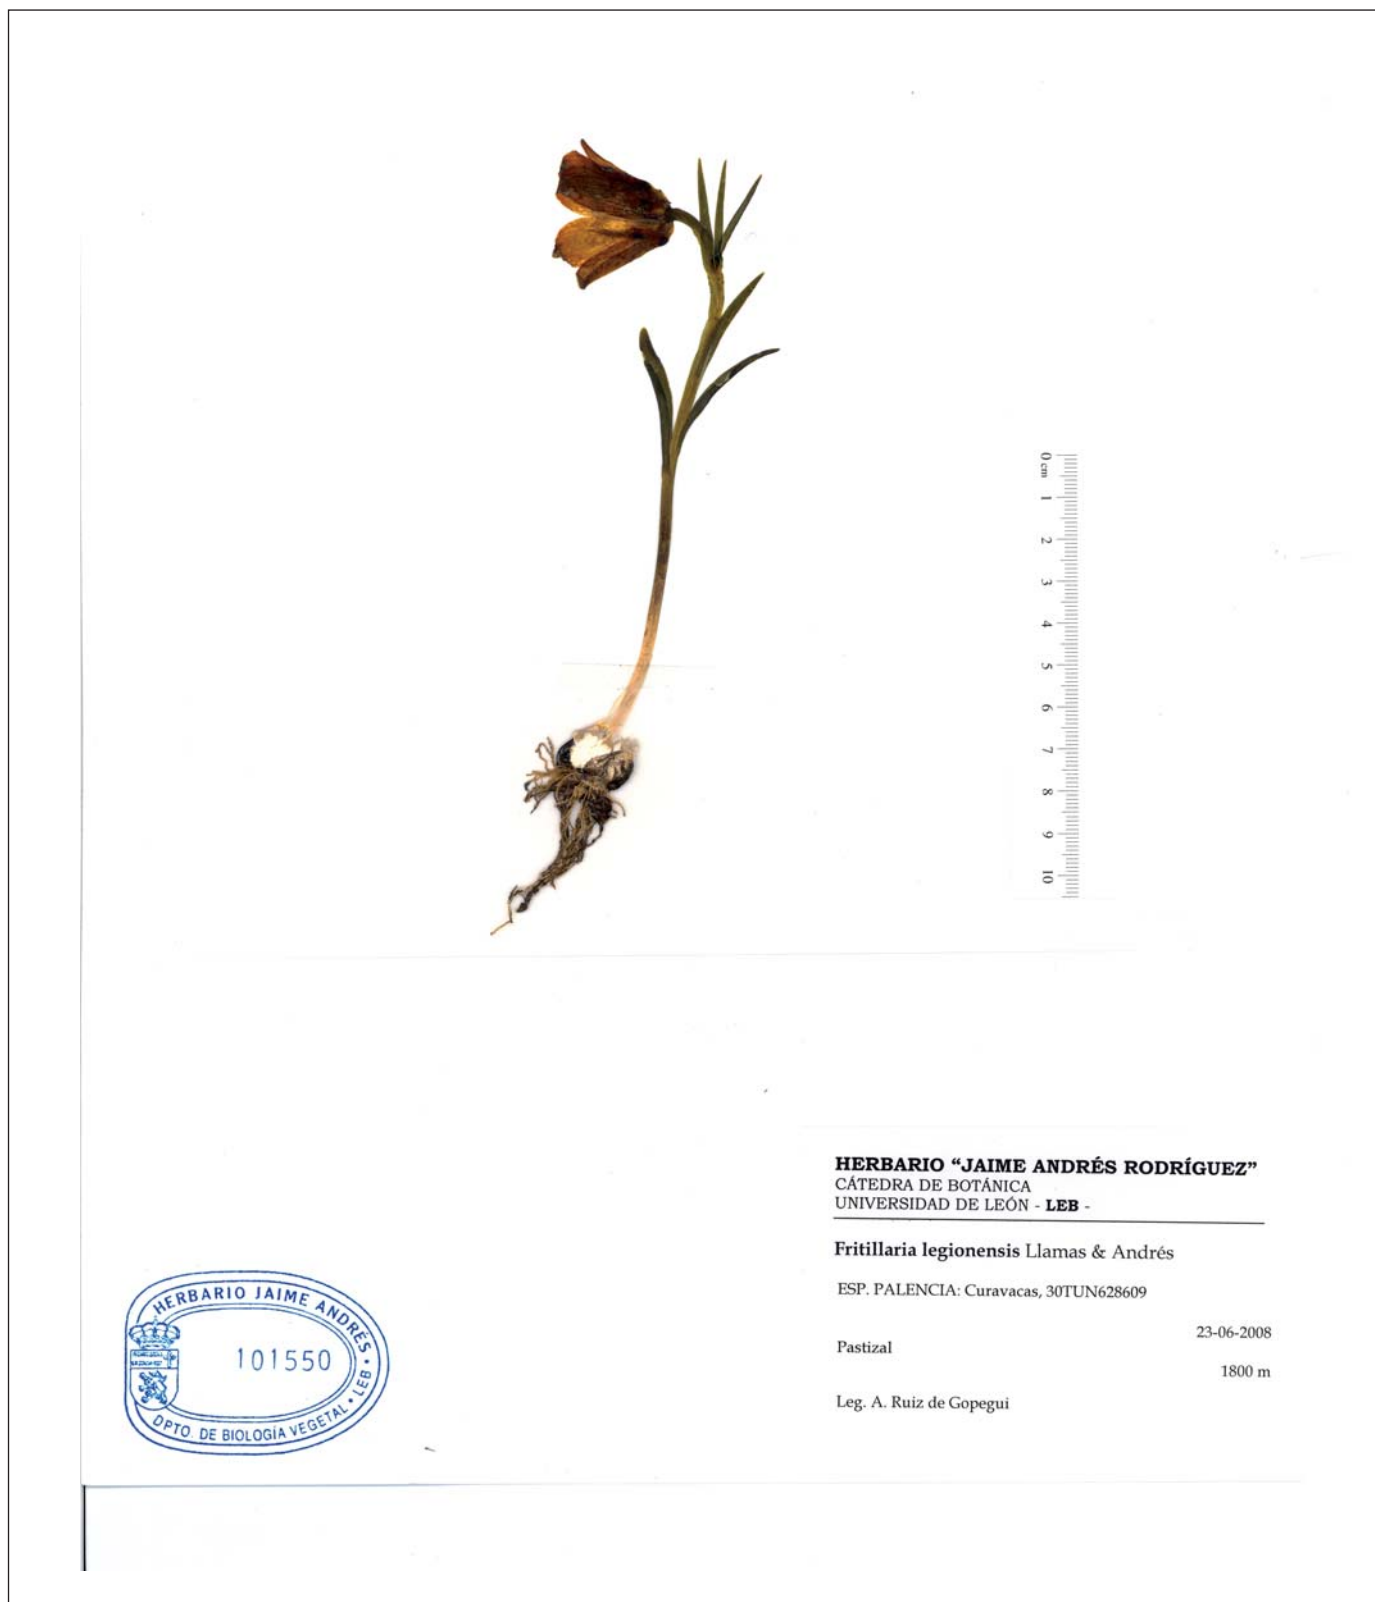 0 cm
1
2
3
4
5
6
7
8
9
10
HERBARIO “JAIME ANDRÉS RODRÍGUEZ”
CÁTEDRA DE BOTÁNICA
UNIVERSIDAD DE LEÓN - LEB -
Fritillaria legionensis Llamas & Andrés
ESP. PALENCIA: Curavacas, 30TUN628609
23-06-2008
Pastizal
1800 m
Leg. A. Ruiz de Gopegui
HERBARIO JAIME ANDRÉS • LEB •
101550
DPTO. DE BIOLOGÍA VEGETAL